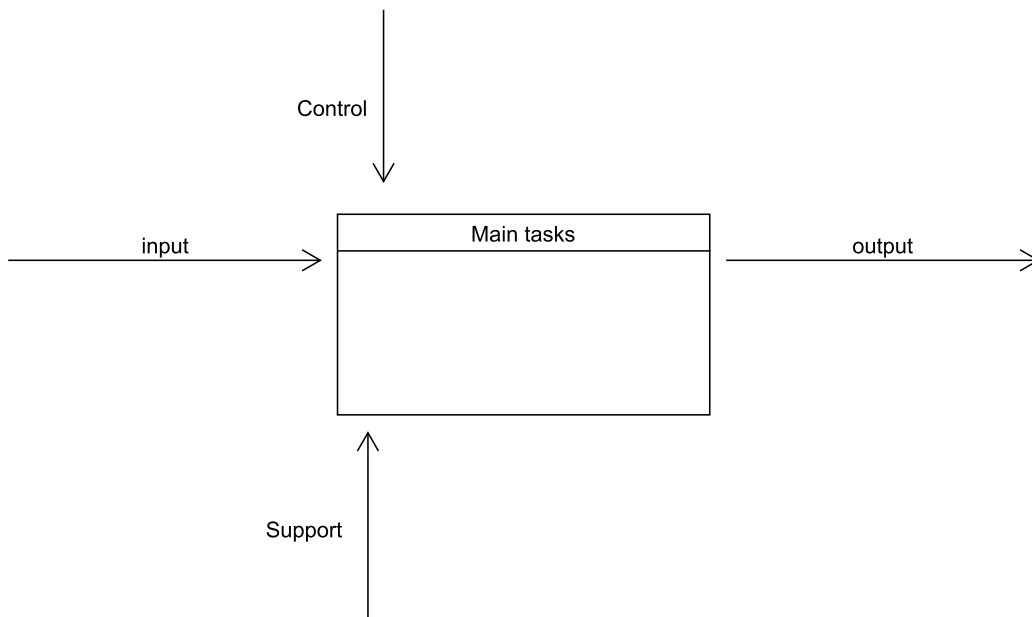 Control
Main tasks
input
output
Support